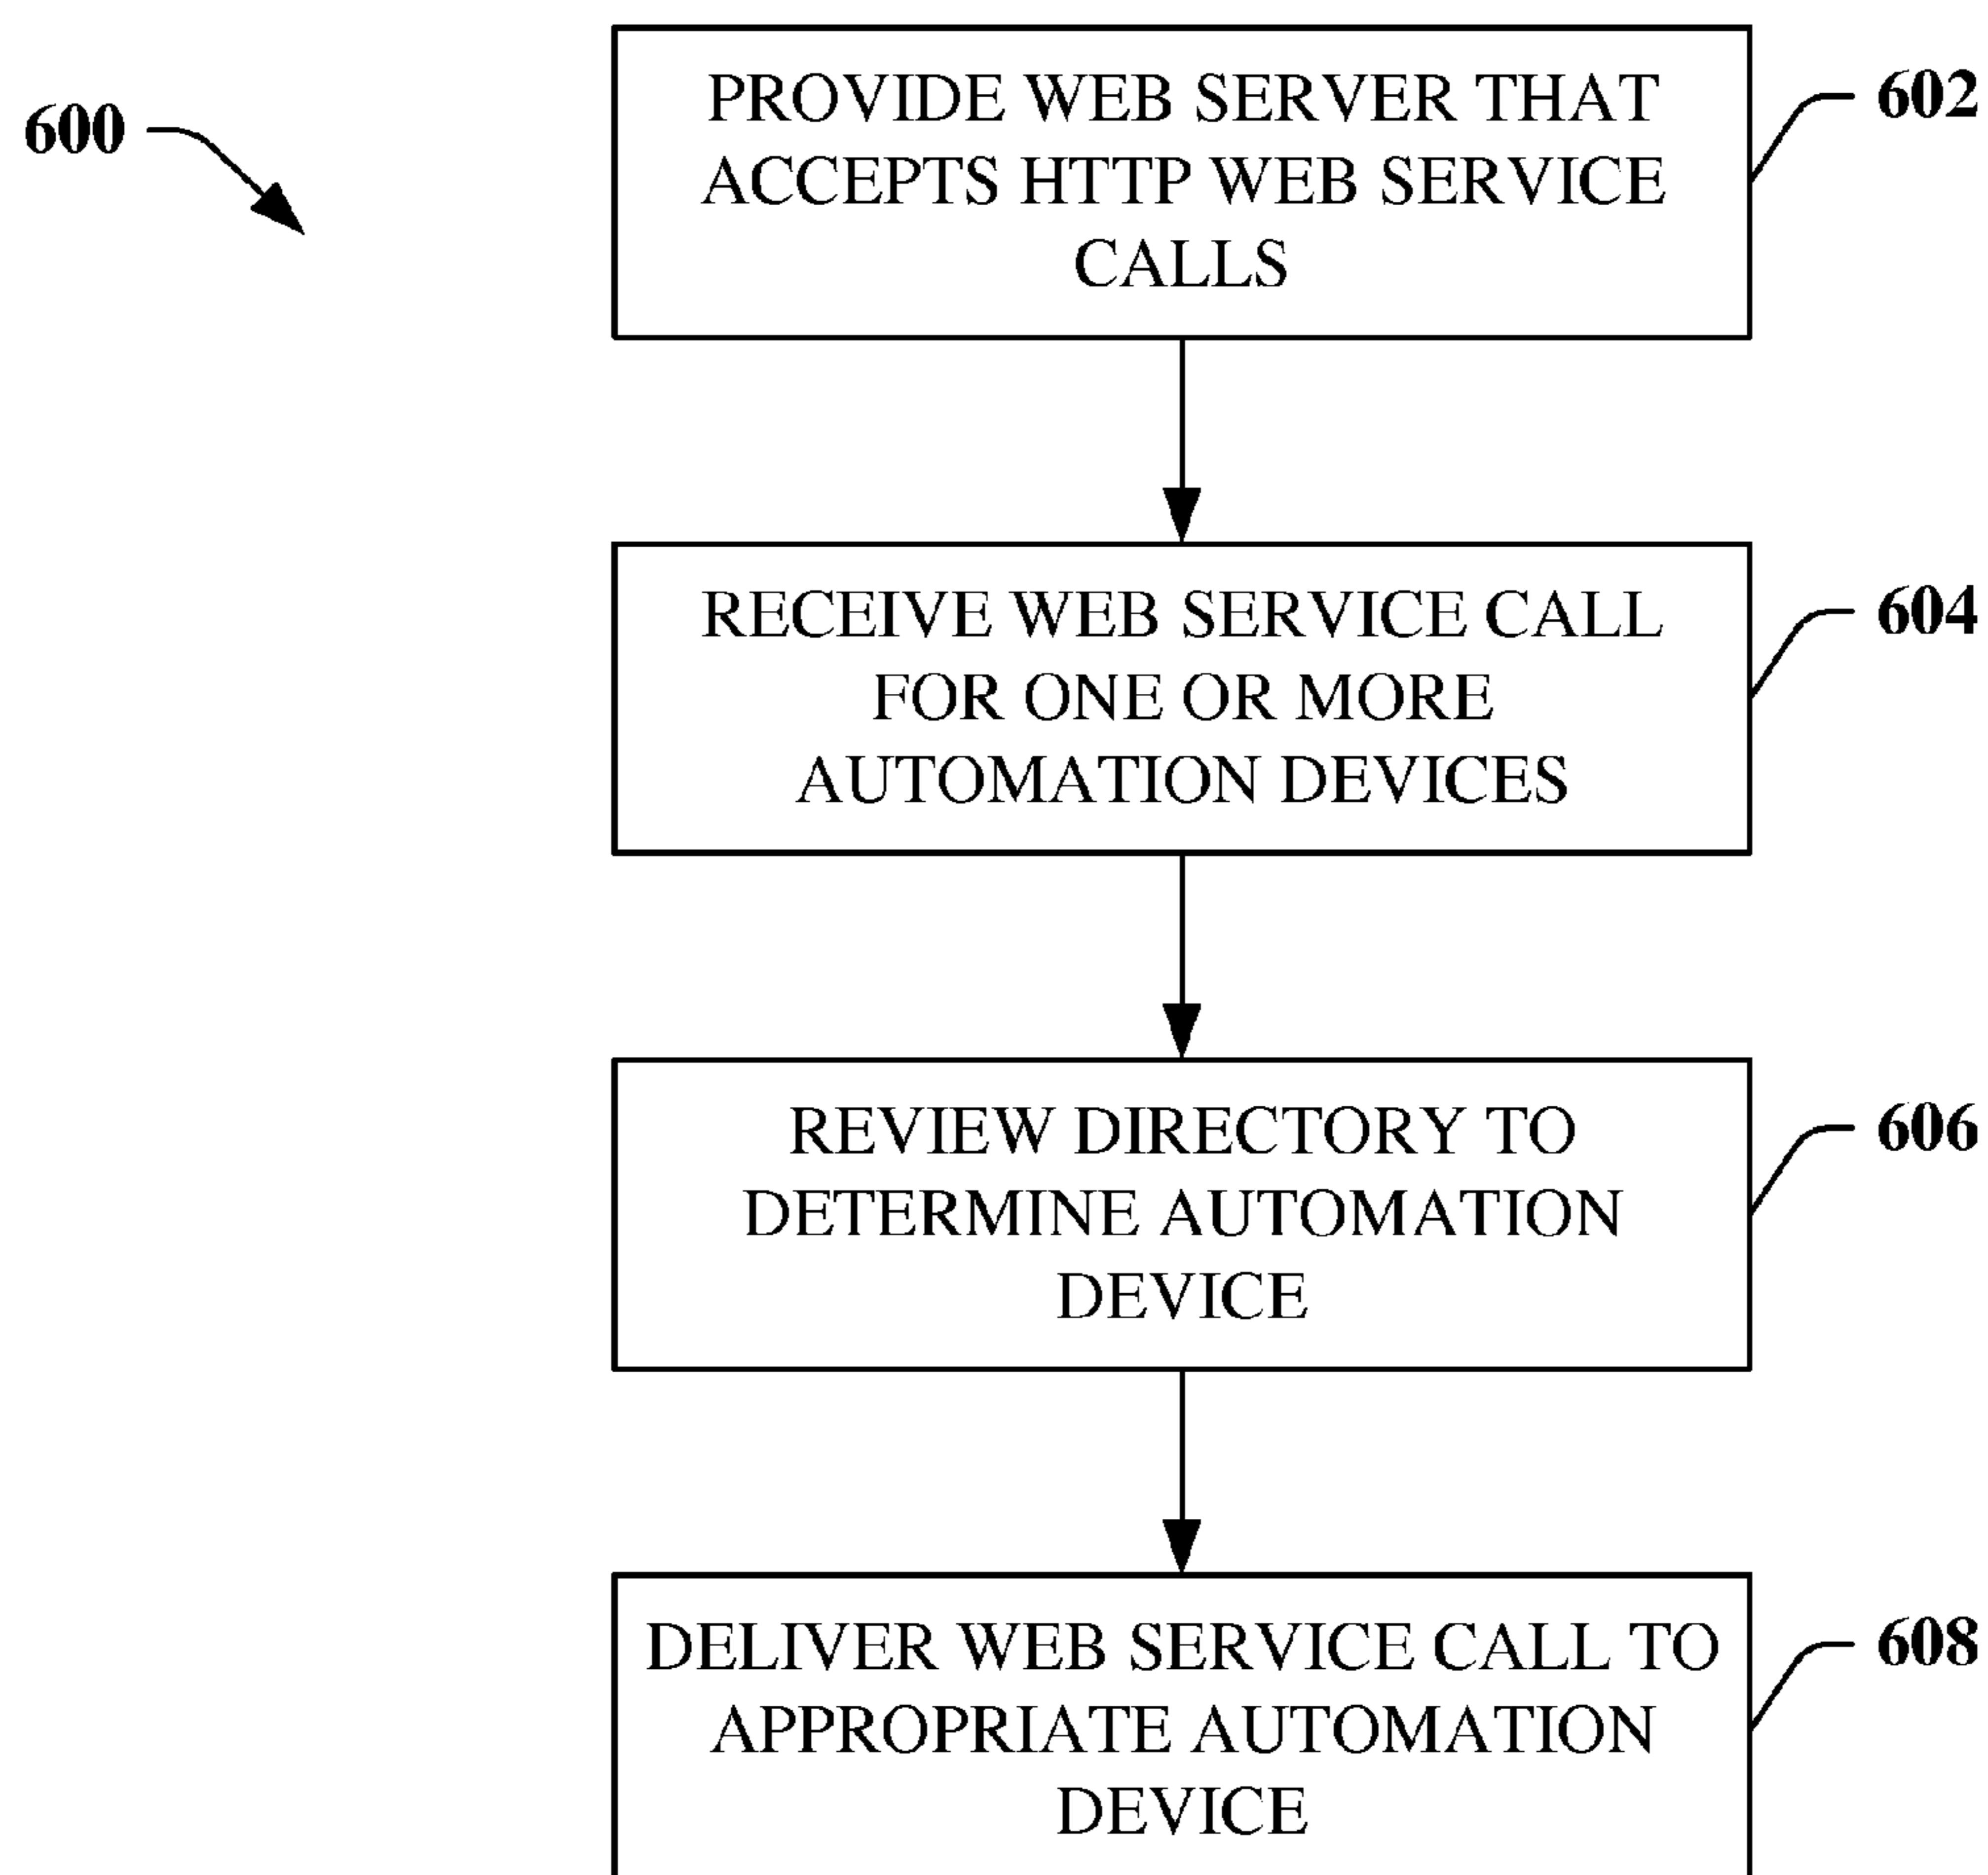 600
PROVIDE WEB SERVER THAT
ACCEPTS HTTP WEB SERVICE
CALLS
602
RECEIVE WEB SERVICE CALL
FOR ONE OR MORE
AUTOMATION DEVICES
604
REVIEW DIRECTORY TO
DETERMINE AUTOMATION
DEVICE
606
DELIVER WEB SERVICE CALL TO
APPROPRIATE AUTOMATION
DEVICE
608